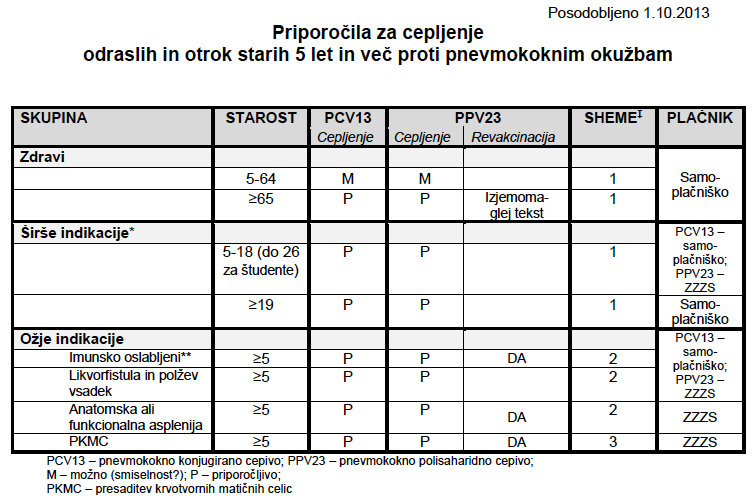 Posodobljeno 1.10.2013
Priporočila za cepljenje
odraslih in otrok starih 5 let in več proti pnevmokoknim okužbam
SKUPINA STAROST PCV13 PPV23 SHEME‡ PLAČNIK
Cepljenje Cepljenje Revakcinacija
Zdravi
5-64 M M 1
Samo-
plačniško
≥65 P P Izjemoma-
glej tekst 1
Širše indikacije*
5-18 (do 26
za študente) P P 1
PCV13 –
samo-
plačniško;
PPV23 –
ZZZS
≥19 P P 1 Samo-
plačniško
Ožje indikacije
Imunsko oslabljeni** ≥5 P P DA 2
Likvorfistula in polžev
vsadek ≥5 P P 2
PCV13 –
samo-
plačniško;
PPV23 –
ZZZS
Anatomska ali
funkcionalna asplenija ≥5 P P DA 2 ZZZS
PKMC ≥5 P P DA 3 ZZZS
PCV13 – pnevmokokno konjugirano cepivo; PPV23 – pnevmokokno polisaharidno cepivo;
M – možno (smiselnost?); P – priporočljivo;
PKMC – presaditev krvotvornih matičnih celic